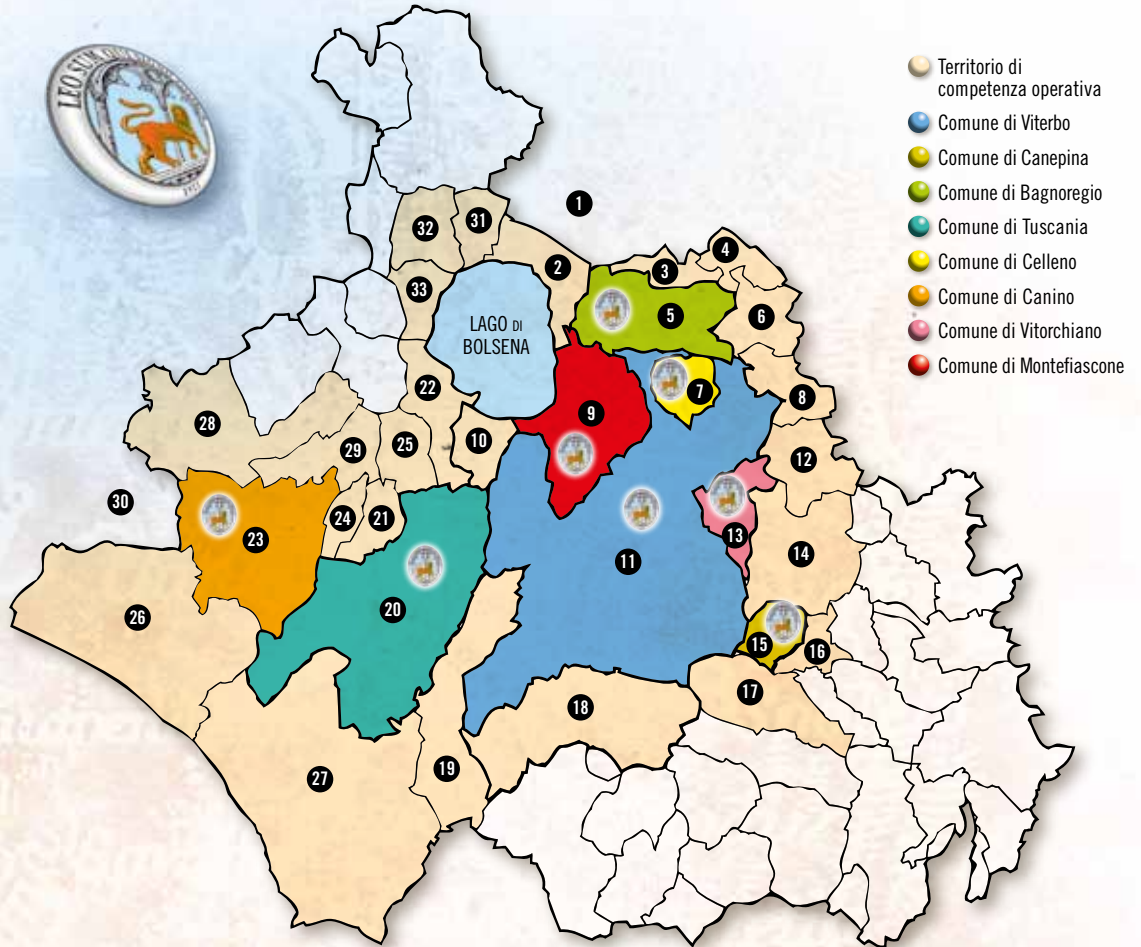 LEO SUM
1
2
3
4
5
6
7
8
9
10
11
12
13
14
15
16
17
18
19
20
21
22
23
24
25
26
27
28
29
30
31
32
33
LAGO DI
BOLSENA
Territorio di
competenza operativa
Comune di Viterbo
Comune di Canepina
Comune di Bagnoregio
Comune di Tuscania
Comune di Celleno
Comune di Canino
Comune di Vitorchiano
Comune di Montefiascone